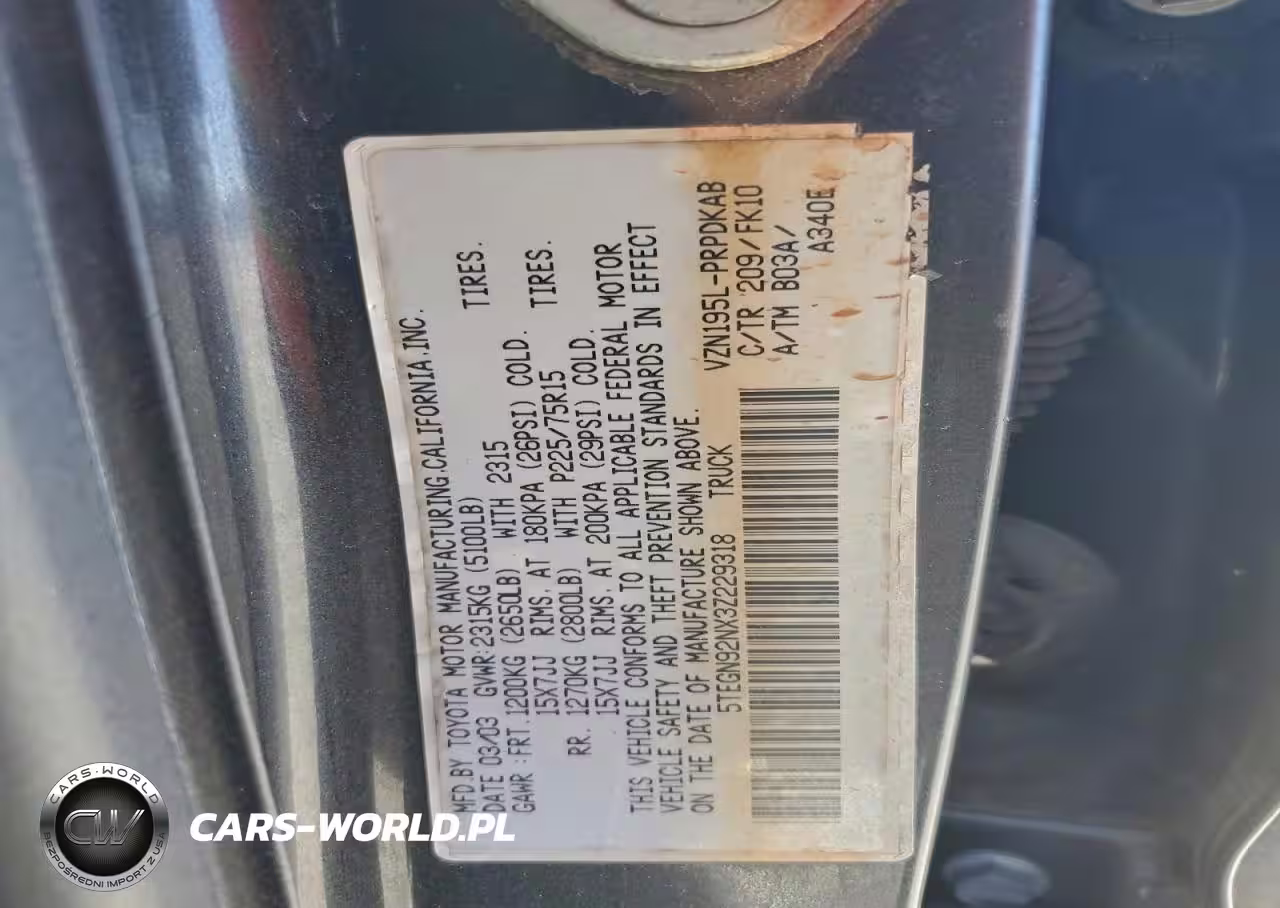 MFD.BY TOYOTA MOTOR MANUFACTURING.CALIFORNIA.INC.
DATE 03/03 GVWR:2315KG (5100LB)
GAWR :FRT.1200KG (2650LB) WITH 2315 TIRES.
15X7JJ RIMS, AT 180KPA (26PSI) COLD.
RR. 1270KG (2800LB) WITH P225/75R15 TIRES.
15X7JJ RIMS, AT 200KPA (29PSI) COLD.
THIS VEHICLE CONFORMS TO ALL APPLICABLE FEDERAL MOTOR
VEHICLE SAFETY AND THEFT PREVENTION STANDARDS IN EFFECT
ON THE DATE OF MANUFACTURE SHOWN ABOVE.
5TEGN92NX3Z229318 TRUCK VZN195L-PRPDKAB
C/TR 209/FK10
A/TM B03A/
A340E
CARS-WORLD
CW
BEZPOŚREDNI IMPORT Z USA
CARS-WORLD.PL